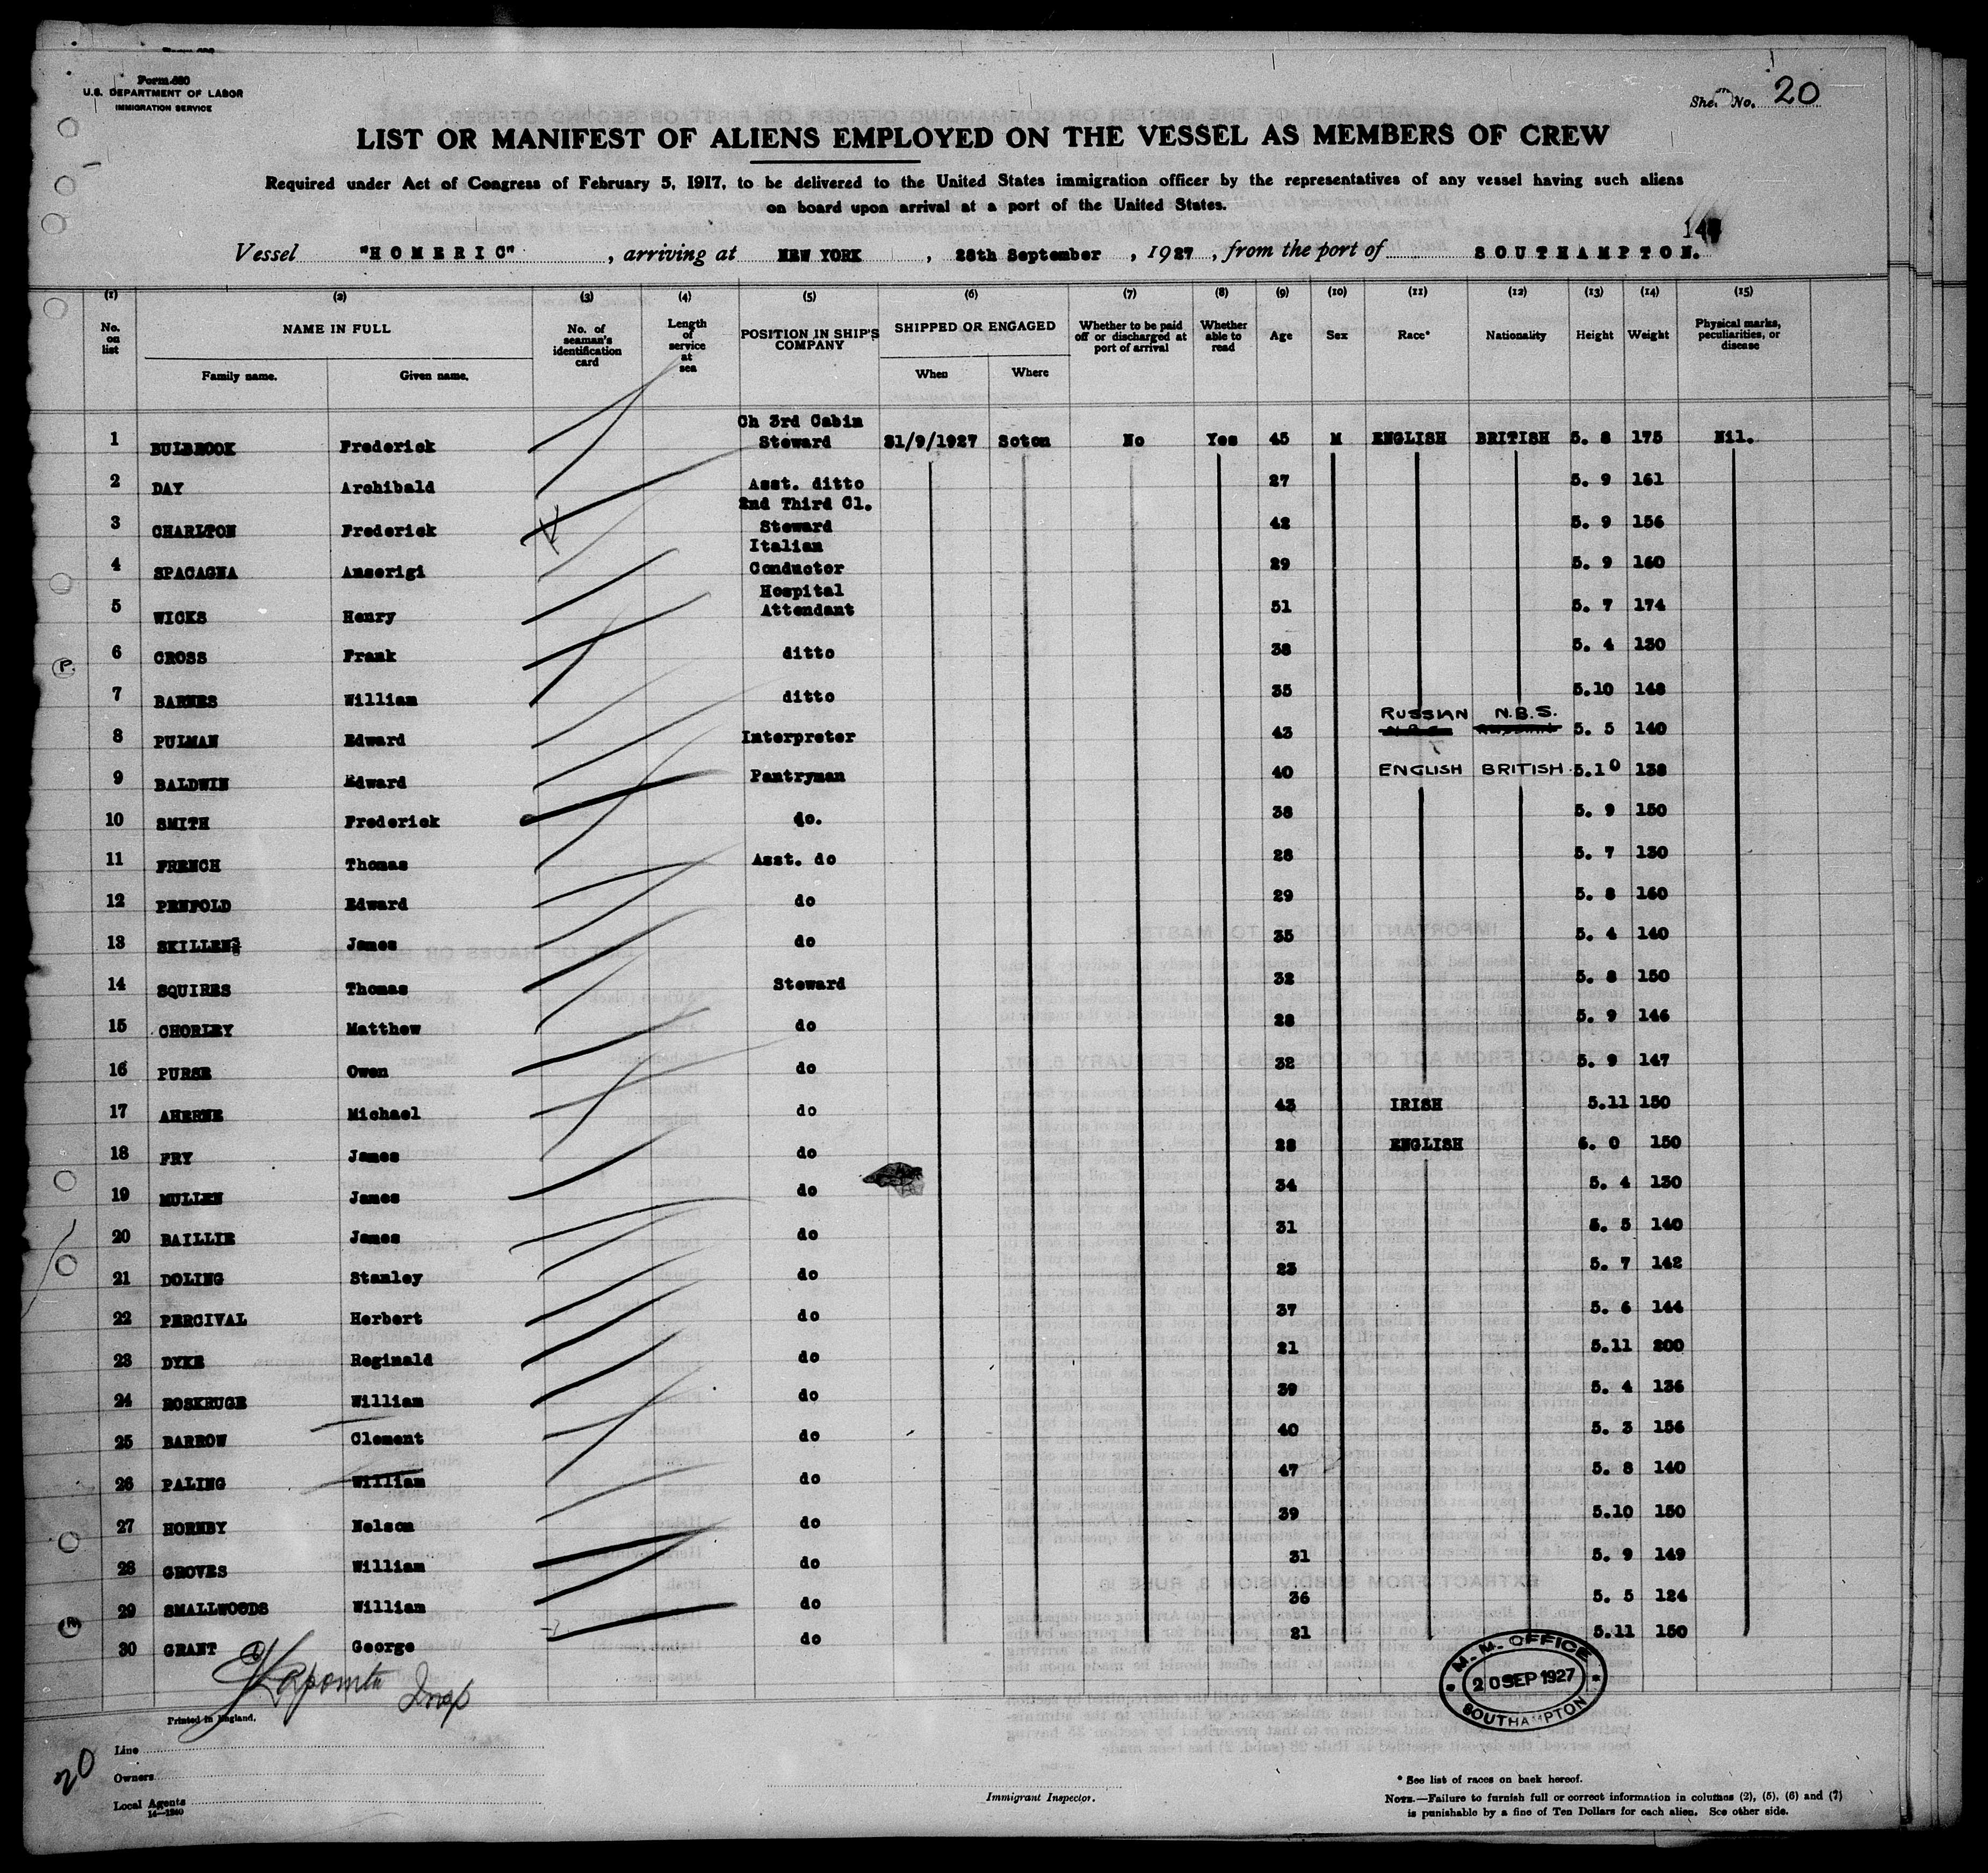 Form 680
U.S. DEPARTMENT OF LABOR
IMMIGRATION SERVICE
Sheet No. 20
LIST OR MANIFEST OF ALIENS EMPLOYED ON THE VESSEL AS MEMBERS OF CREW
Required under Act of Congress of February 5, 1917, to be delivered to the United States immigration officer by the representatives of any vessel having such aliens
on board upon arrival at a port of the United States.
Vessel "HOMERIC", arriving at NEW YORK, 28th September, 1927, from the port of SOUTHAMPTON.
(1) (2) (3) (4) (5) (6) (7) (8) (9) (10) (11) (12) (13) (14) (15)
No. on list NAME IN FULL Family name. Given name. No. of seaman's identification card Length of service at sea POSITION IN SHIP'S COMPANY SHIPPED OR ENGAGED When Where Whether to be paid off or discharged at port of arrival Whether able to read Age Sex Race* Nationality Height Weight Physical marks, peculiarities, or disease
1 BULBROOK Frederick Ch 3rd Cabin Steward 21/9/1927 Soton No Yes 45 M ENGLISH BRITISH 5. 8 175 Nil.
2 DAY Archibald Asst. ditto 27 5. 9 161
3 CHARLTON Frederick 2nd Third Cl. Steward 42 5. 9 156
4 SPACAGNA Anserigi Italian Conductor 29 5. 9 160
5 WICKS Henry Hospital Attendant 51 5. 7 174
6 CROSS Frank ditto 38 5. 4 130
7 BARNES William ditto 35 5.10 148
8 PULMAN Edward Interpreter 43 RUSSIAN N.B.S. 5. 5 140
9 BALDWIN Edward Pantryman 40 ENGLISH BRITISH 5.10 138
10 SMITH Frederick do. 38 5. 9 150
11 FRENCH Thomas Asst. do 28 5. 7 130
12 PENFOLD Edward do 29 5. 8 160
13 SKILLEN James do 35 5. 4 140
14 SQUIRES Thomas Steward 32 5. 8 150
15 CHORLEY Matthew do 28 5. 9 146
16 PURSE Owen do 32 5. 9 147
17 AHERNE Michael do 43 IRISH 5.11 150
18 FRY James do 28 ENGLISH 6. 0 150
19 MULLEN James do 34 5. 4 130
20 BAILLIE James do 31 5. 5 140
21 DOLING Stanley do 23 5. 7 142
22 PERCIVAL Herbert do 37 5. 6 144
23 DYKE Reginald do 21 5.11 200
24 ROSKRUGE William do 39 5. 4 136
25 BARROW Clement do 40 5. 3 156
26 PALING William do 47 5. 8 140
27 HORNBY Nelson do 39 5.10 150
28 GROVES William do 31 5. 9 149
29 SMALLWOODS William do 36 5. 5 124
30 GRANT George do 21 5.11 150
Lapointe Insp
M. M. OFFICE
20 SEP 1927
SOUTHAMPTON
Printed in England.
20
Line
Owners
Local Agents
14—1240
Immigrant Inspector.
* See list of races on back hereof.
NOTE.—Failure to furnish full or correct information in columns (2), (5), (6) and (7)
is punishable by a fine of Ten Dollars for each alien. See other side.